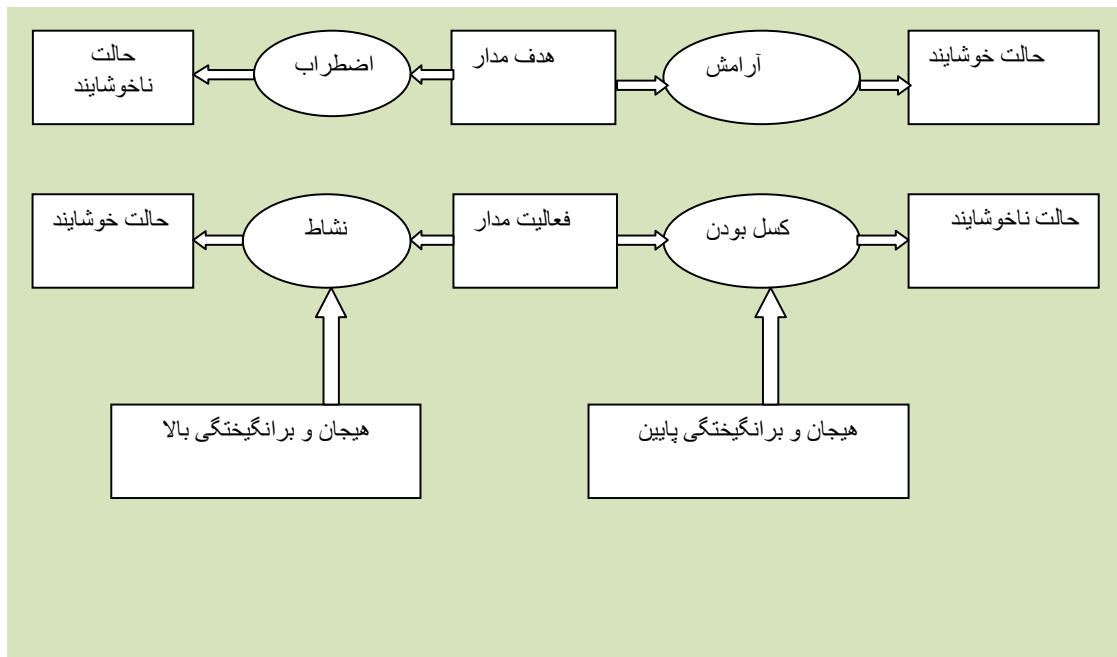 حالت خوشایند
آرامش
هدف مدار
اضطراب
حالت
ناخوشایند
حالت ناخوشایند
کسل بودن
فعالیت مدار
نشاط
حالت خوشایند
هیجان و برانگیختگی پایین
هیجان و برانگیختگی بالا